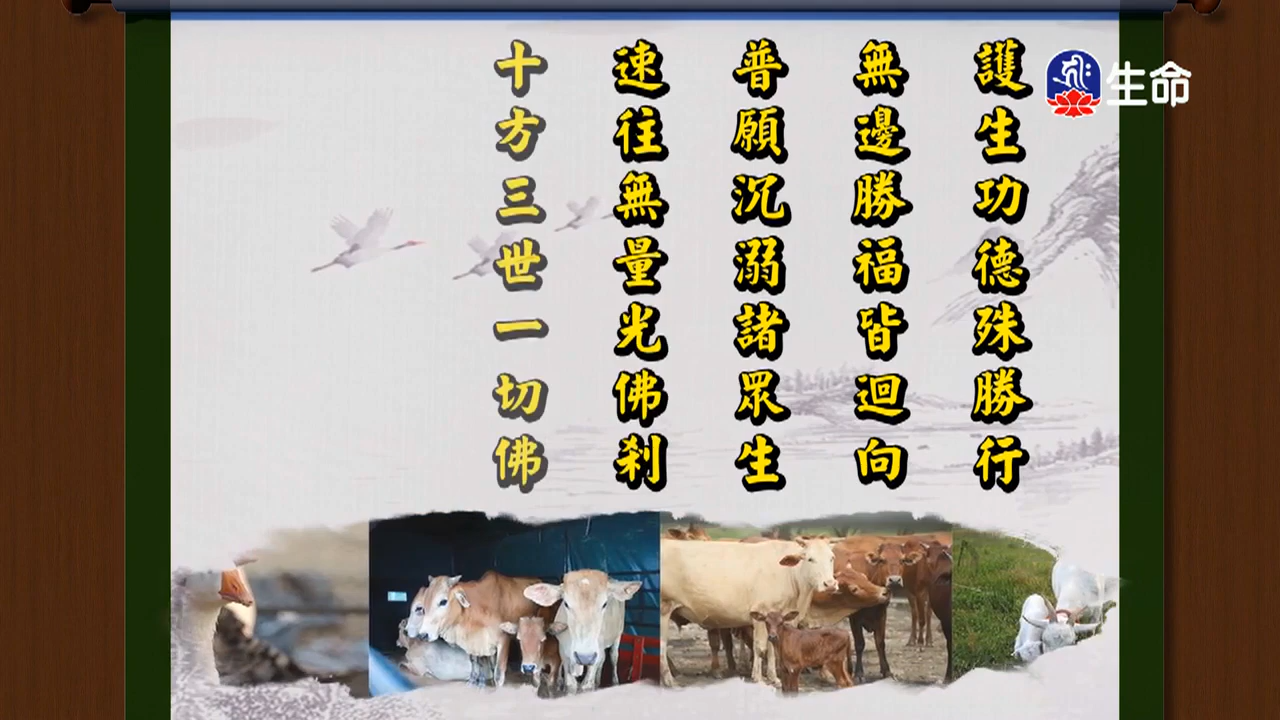 護生功德殊勝行
無邊勝福皆迴向
普願沉溺諸眾生
速往無量光佛剎
十方三世一切佛
生命